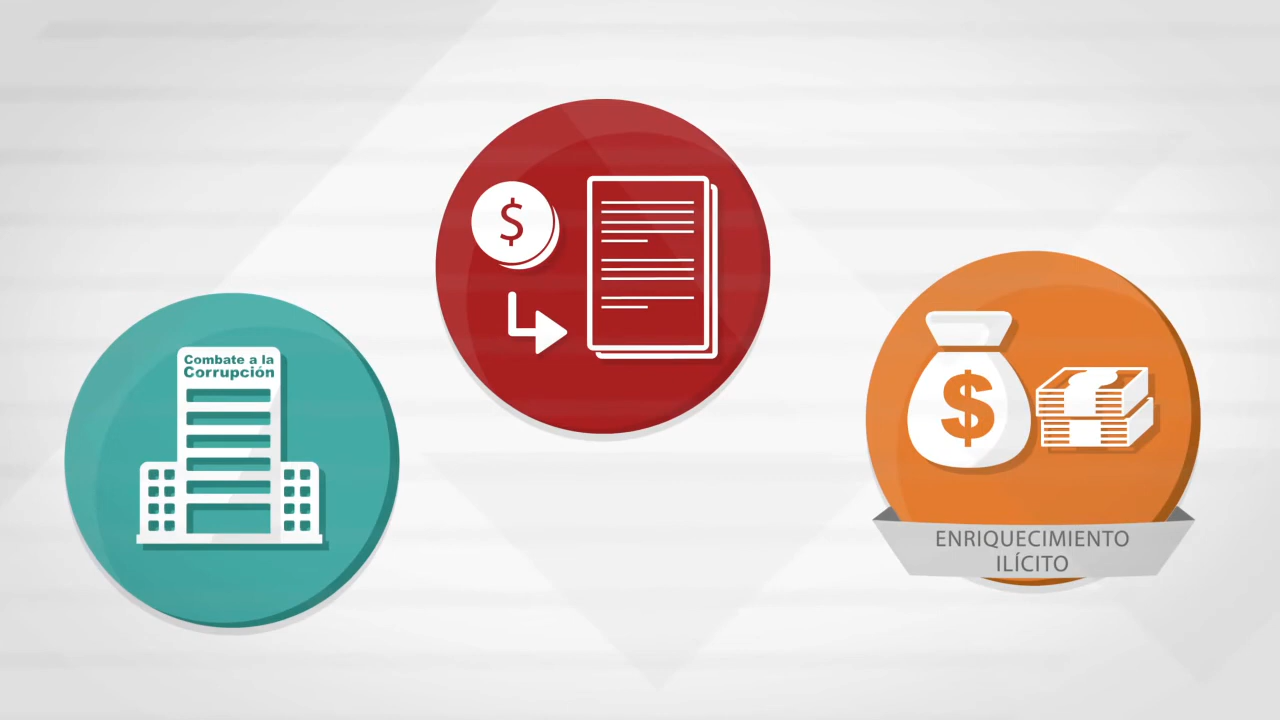 $
Combate a la
Corrupción
$
ENRIQUECIMIENTO
ILÍCITO